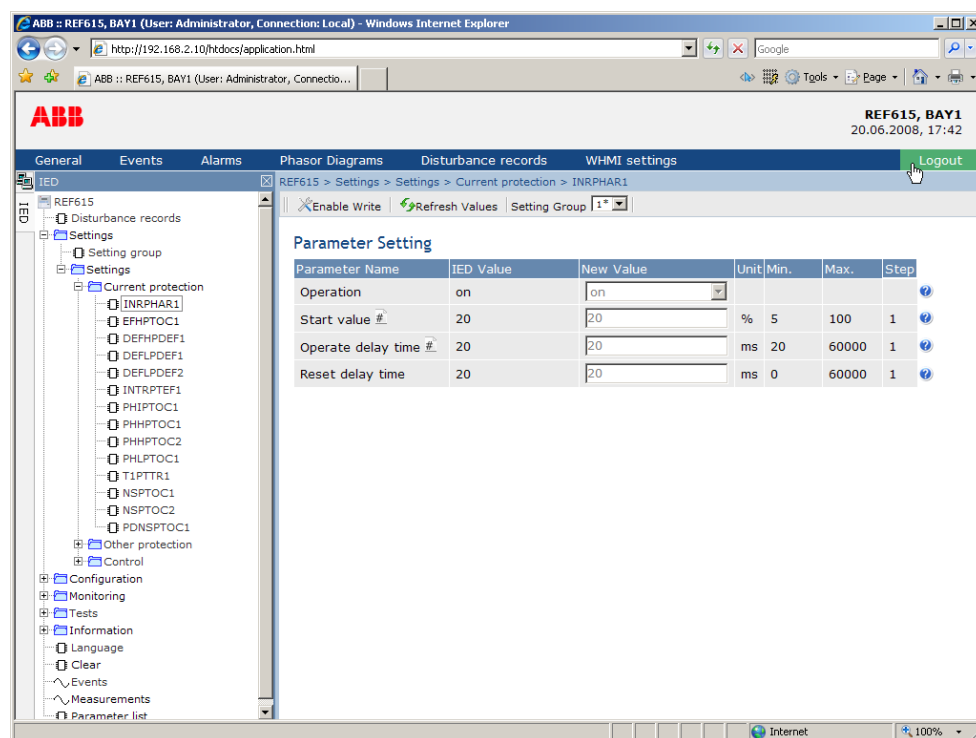 ABB :: REF615, BAY1 (User: Administrator, Connection: Local) - Windows Internet Explorer
http://192.168.2.10/htdocs/application.html
Google
ABB :: REF615, BAY1 (User: Administrator, Connectio...
Tools
Page
ABB
REF615, BAY1
20.06.2008, 17:42
General Events Alarms Phasor Diagrams Disturbance records WHMI settings Logout
IED
IED
REF615 > Settings > Settings > Current protection > INRPHAR1
Enable Write Refresh Values Setting Group 1*
REF615
Disturbance records
Settings
Setting group
Settings
Current protection
INRPHAR1
EFHPTOC1
DEFHPDEF1
DEFLPDEF1
DEFLPDEF2
INTRPTEF1
PHIPTOC1
PHHPTOC1
PHHPTOC2
PHLPTOC1
T1PTTR1
NSPTOC1
NSPTOC2
PDNSPTOC1
Other protection
Control
Configuration
Monitoring
Tests
Information
Language
Clear
Events
Measurements
Parameter list
Parameter Setting
Parameter Name IED Value New Value Unit Min. Max. Step
Operation on on ?
Start value # 20 20 % 5 100 1 ?
Operate delay time # 20 20 ms 20 60000 1 ?
Reset delay time 20 20 ms 0 60000 1 ?
Internet
100%